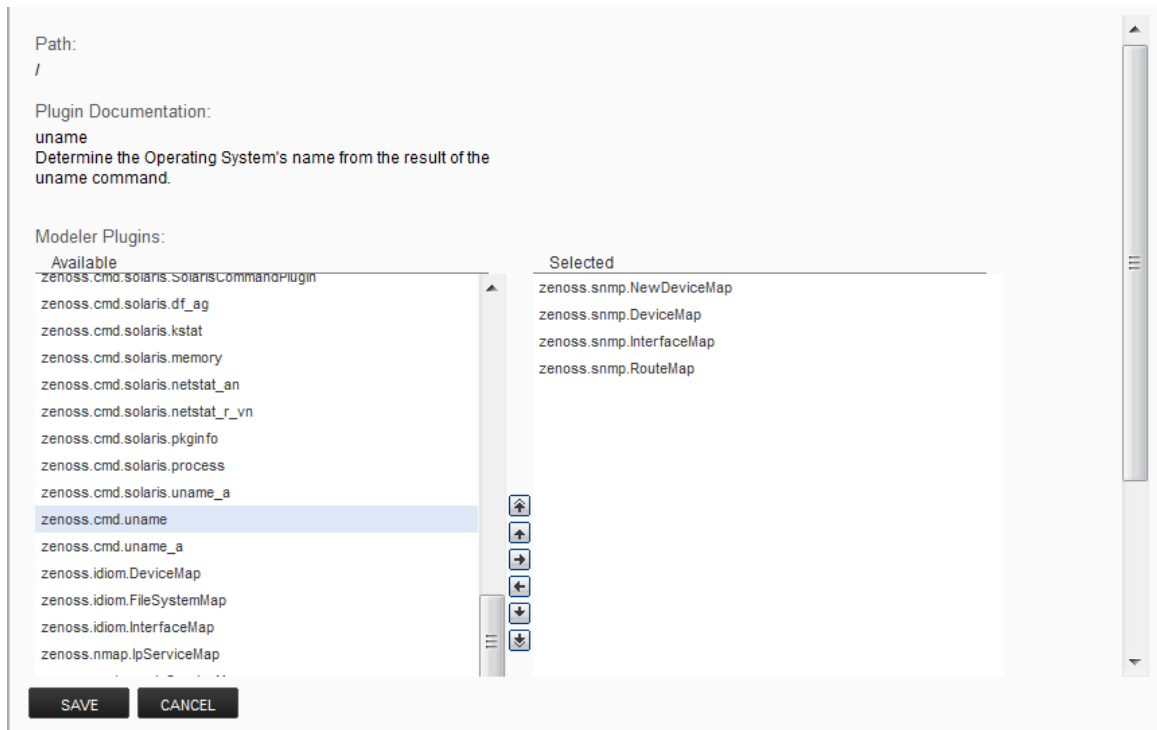 Path:
/
Plugin Documentation:
uname
Determine the Operating System's name from the result of the
uname command.
Modeler Plugins:
Available
zenoss.cmd.solaris.SolarisCommandPlugin
zenoss.cmd.solaris.df_ag
zenoss.cmd.solaris.kstat
zenoss.cmd.solaris.memory
zenoss.cmd.solaris.netstat_an
zenoss.cmd.solaris.netstat_r_vn
zenoss.cmd.solaris.pkginfo
zenoss.cmd.solaris.process
zenoss.cmd.solaris.uname_a
zenoss.cmd.uname
zenoss.cmd.uname_a
zenoss.idiom.DeviceMap
zenoss.idiom.FileSystemMap
zenoss.idiom.InterfaceMap
zenoss.nmap.IpServiceMap
Selected
zenoss.snmp.NewDeviceMap
zenoss.snmp.DeviceMap
zenoss.snmp.InterfaceMap
zenoss.snmp.RouteMap
SAVE
CANCEL